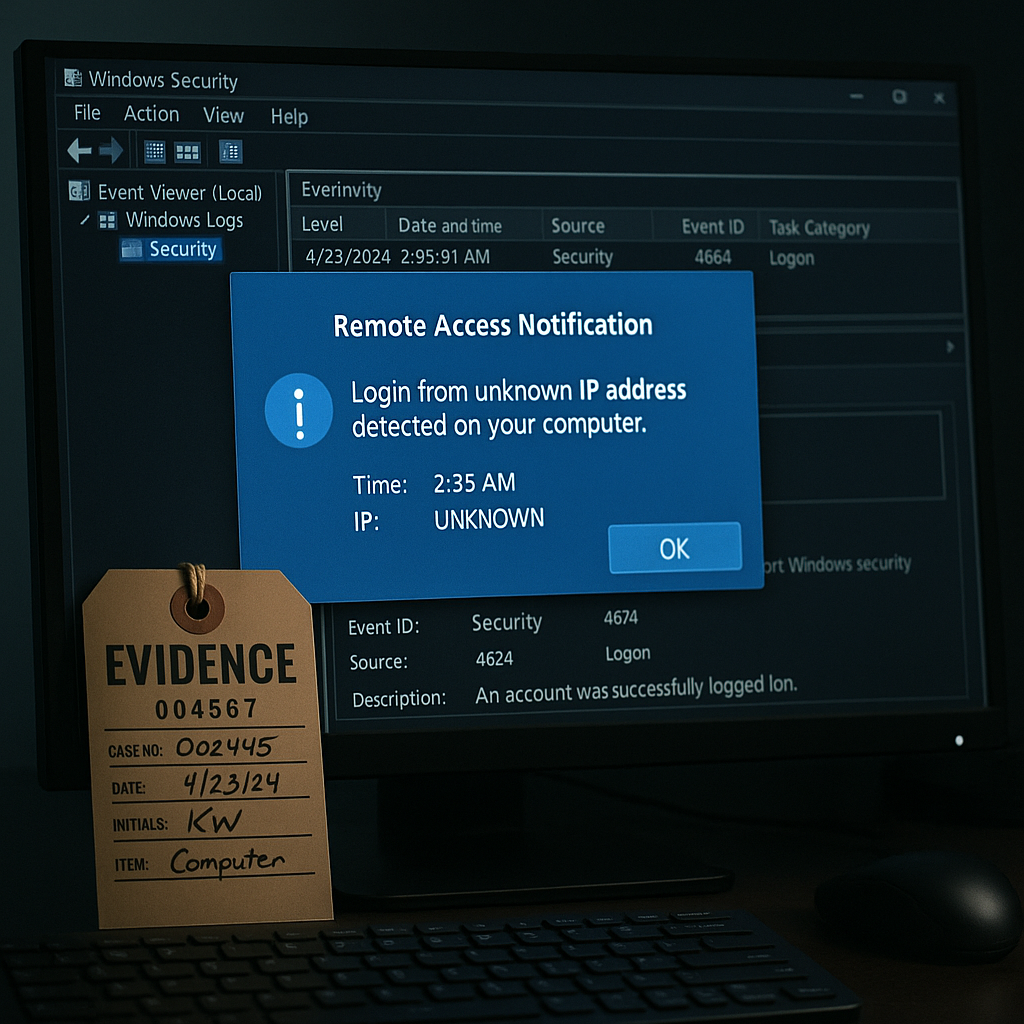 Windows Security
File Action View Help
Event Viewer (Local)
Windows Logs
Security
Everinvity
Level Date and time Source Event ID Task Category
4/23/2024 2:95:91 AM Security 4664 Logon
Remote Access Notification
Login from unknown IP address
detected on your computer.
Time: 2:35 AM
IP: UNKNOWN
OK
ort Windows security
Event ID: Security 4674
Source: 4624 Logon
Description: An account was successfully logged lon.
EVIDENCE
004567
CASE NO: 002445
DATE: 4/23/24
INITIALS: KW
ITEM: Computer